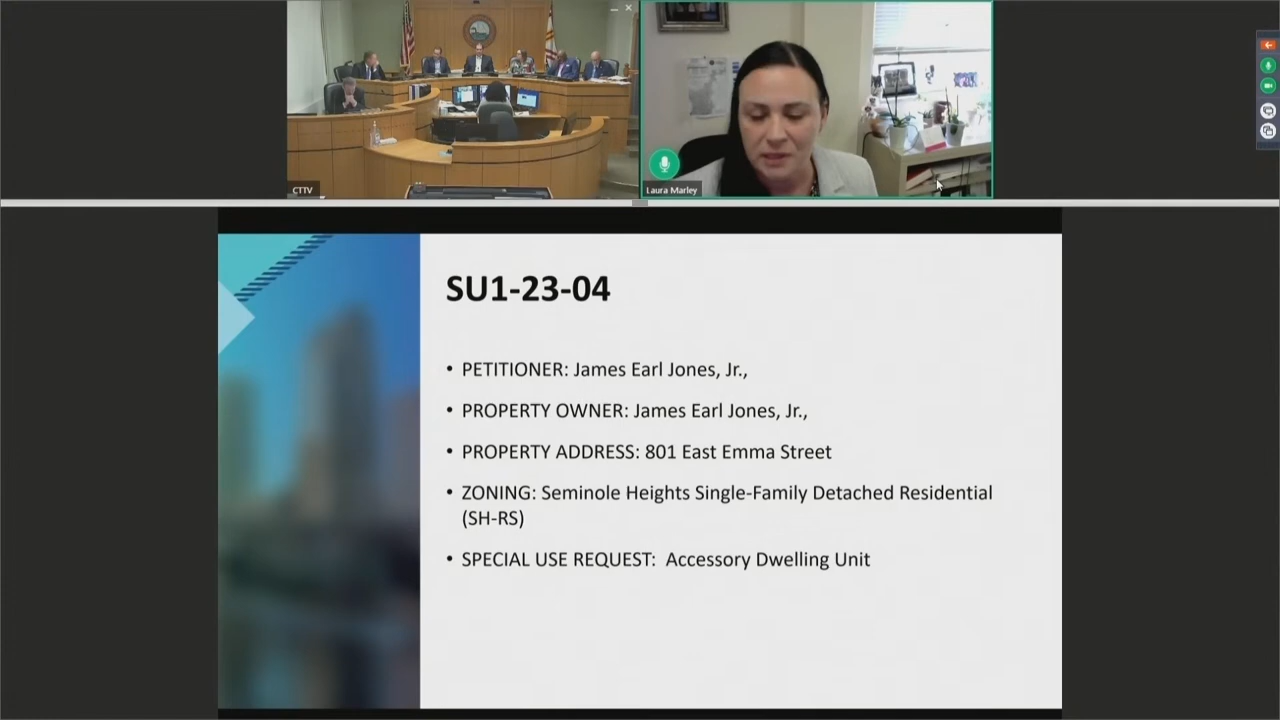 CTTV
Laura Marley
SU1-23-04
• PETITIONER: James Earl Jones, Jr.,
• PROPERTY OWNER: James Earl Jones, Jr.,
• PROPERTY ADDRESS: 801 East Emma Street
• ZONING: Seminole Heights Single-Family Detached Residential
(SH-RS)
• SPECIAL USE REQUEST: Accessory Dwelling Unit